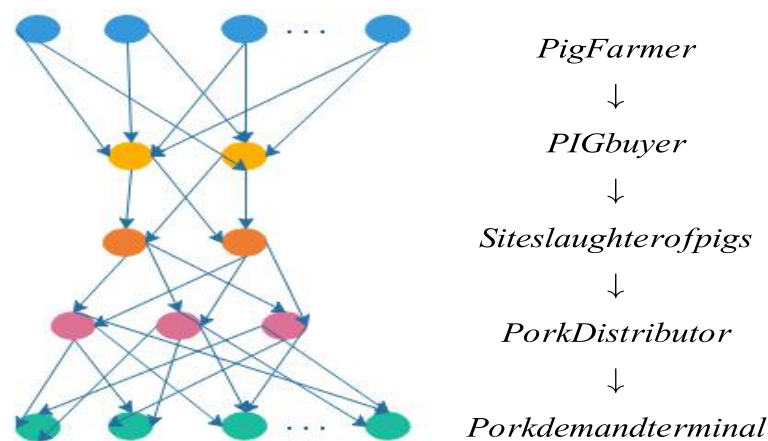 . . .
PigFarmer
↓
PIGbuyer
↓
Siteslaughterofpigs
↓
PorkDistributor
↓
. . .
Porkdemandterminal